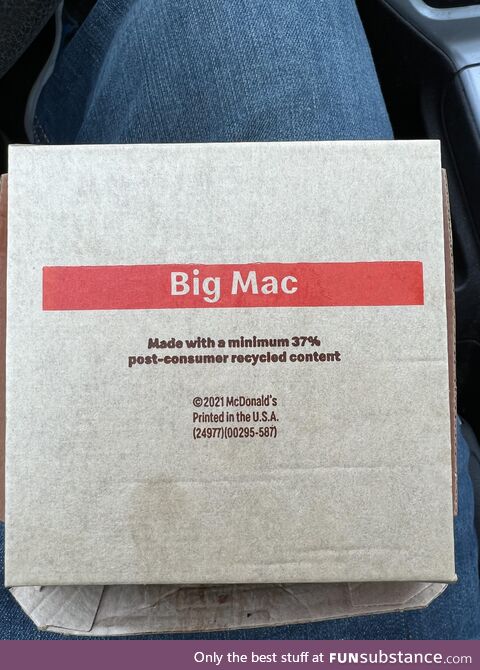 Big Mac
Made with a minimum 37%
post-consumer recycled content
©2021 McDonald's
Printed in the U.S.A.
(24977)(00295-587)
Only the best stuff at FUNsubstance.com